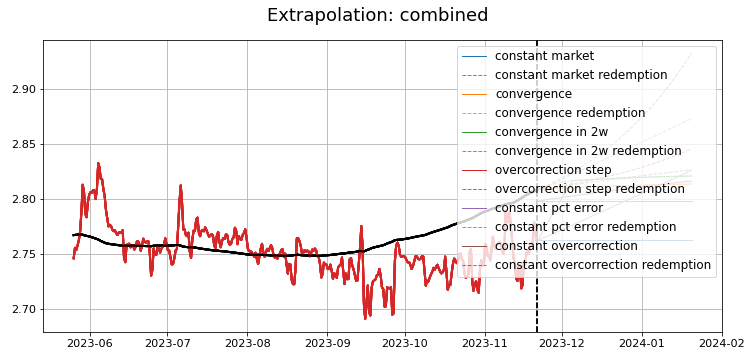 Extrapolation: combined
2.90
2.85
2.80
2.75
2.70
constant market
constant market redemption
convergence
convergence redemption
convergence in 2w
convergence in 2w redemption
overcorrection step
overcorrection step redemption
constant pct error
constant pct error redemption
constant overcorrection
constant overcorrection redemption
2023-06 2023-07 2023-08 2023-09 2023-10 2023-11 2023-12 2024-01 2024-02